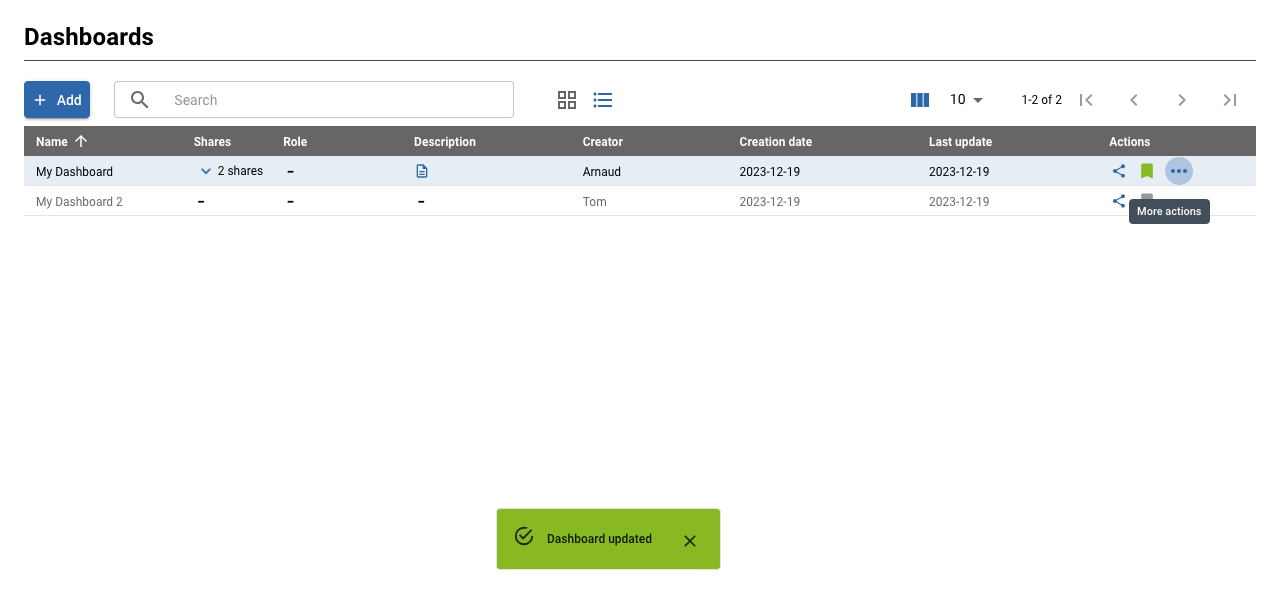 Dashboards
Add
Search
10
1-2 of 2
Name Shares Role Description Creator Creation date Last update Actions
My Dashboard 2 shares – Arnaud 2023-12-19 2023-12-19
My Dashboard 2 – – – Tom 2023-12-19 2023-12-19
More actions
Dashboard updated